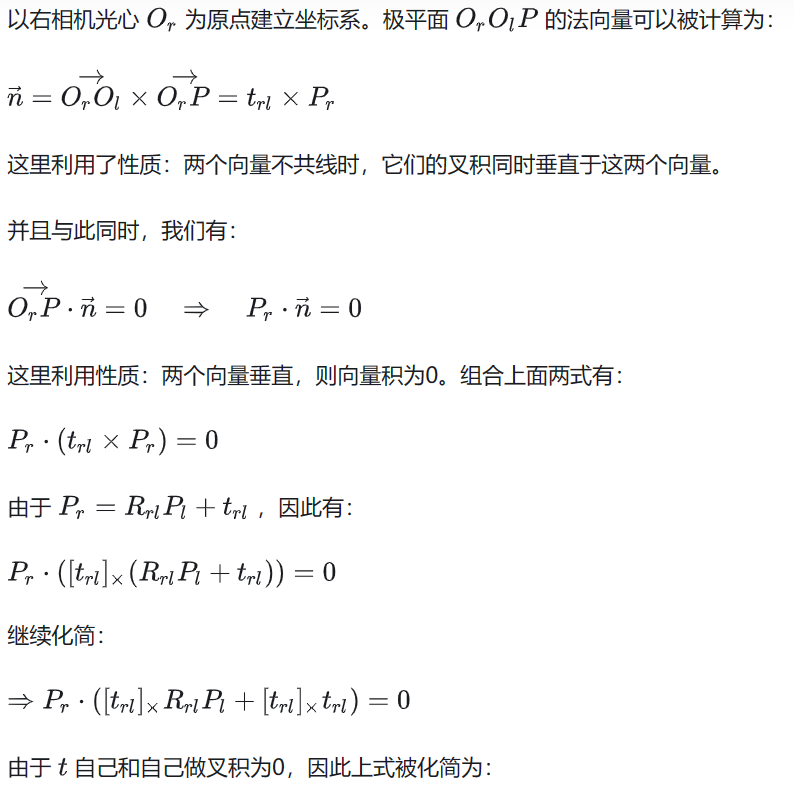 以右相机光心 $O_r$ 为原点建立坐标系。极平面 $O_rO_lP$ 的法向量可以被计算为：
$\vec{n} = \overrightarrow{O_rO_l} \times \overrightarrow{O_rP} = t_{rl} \times P_r$
这里利用了性质：两个向量不共线时，它们的叉积同时垂直于这两个向量。
并且与此同时，我们有：
$\overrightarrow{O_rP} \cdot \vec{n} = 0 \quad \Rightarrow \quad P_r \cdot \vec{n} = 0$
这里利用性质：两个向量垂直，则向量积为0。组合上面两式有：
$P_r \cdot (t_{rl} \times P_r) = 0$
由于 $P_r = R_{rl}P_l + t_{rl}$ ，因此有：
$P_r \cdot ([t_{rl}]_\times (R_{rl}P_l + t_{rl})) = 0$
继续化简：
$\Rightarrow P_r \cdot ([t_{rl}]_\times R_{rl}P_l + [t_{rl}]_\times t_{rl}) = 0$
由于 $t$ 自己和自己做叉积为0，因此上式被化简为：